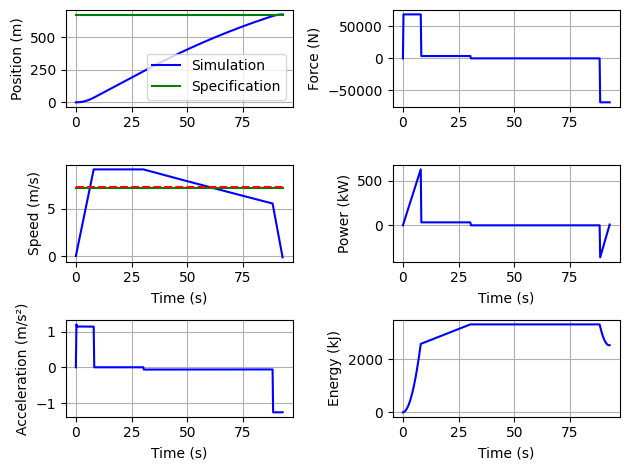 Position (m)
500
250
0
0 25 50 75
Simulation
Specification
Force (N)
50000
0
−50000
0 25 50 75
Speed (m/s)
5
0
0 25 50 75
Time (s)
Power (kW)
500
0
0 25 50 75
Time (s)
Acceleration (m/s²)
1
0
−1
0 25 50 75
Time (s)
Energy (kJ)
2000
0
0 25 50 75
Time (s)